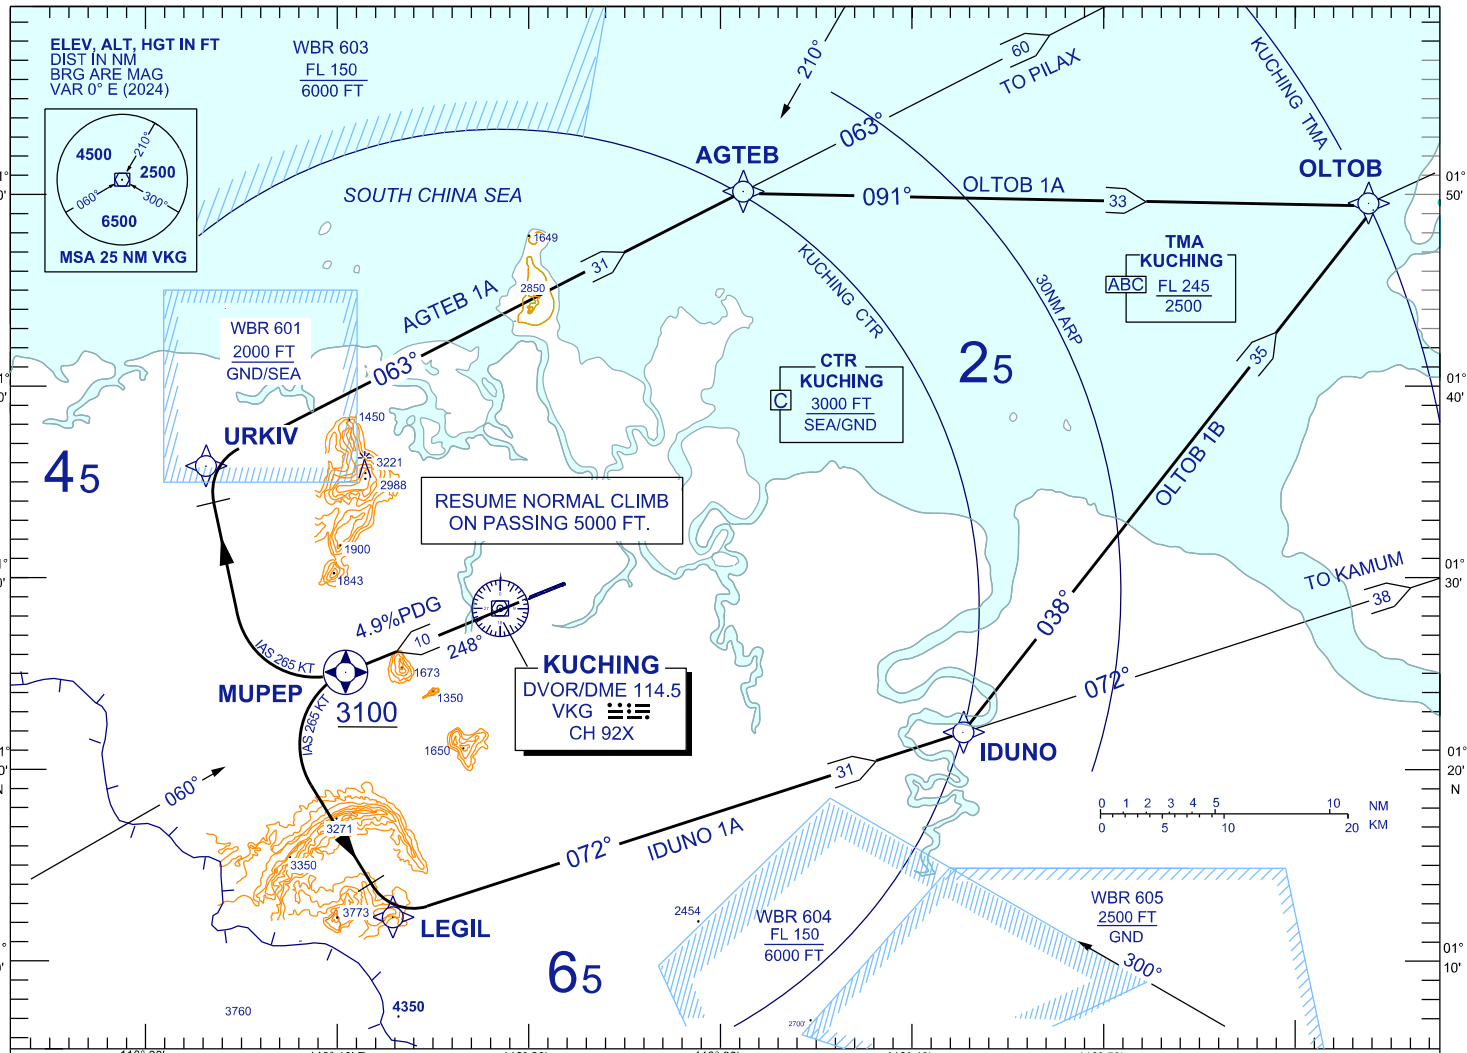 ELEV, ALT, HGT IN FT
DIST IN NM
BRG ARE MAG
VAR 0° E (2024)
4500
210°
2500
060°
300°
6500
MSA 25 NM VKG
WBR 603
FL 150
6000 FT
210°
60
TO PILAX
063°
KUCHING TMA
AGTEB
OLTOB
SOUTH CHINA SEA
091°
OLTOB 1A
33
01°
50'
1649
31
2850
AGTEB 1A
KUCHING CTR
30NM ARP
TMA
KUCHING
ABC
FL 245
2500
WBR 601
2000 FT
GND/SEA
063°
25
35
CTR
KUCHING
C
3000 FT
SEA/GND
01°
40'
1450
URKIV
45
3221
2988
OLTOB 1B
RESUME NORMAL CLIMB
ON PASSING 5000 FT.
1900
1843
TO KAMUM
01°
30'
38
4.9%PDG
10
248°
038°
IAS 265 KT
1673
KUCHING
DVOR/DME 114.5
VKG
CH 92X
1350
072°
MUPEP
3100
IAS 265 KT
1650
IDUNO
31
01°
20'
N
060°
0 1 2 3 4 5 10 NM
0 5 10 20 KM
3271
072°
IDUNO 1A
3350
3773
LEGIL
2454
WBR 604
FL 150
6000 FT
WBR 605
2500 FT
GND
300°
01°
10'
65
3760
4350
2700'